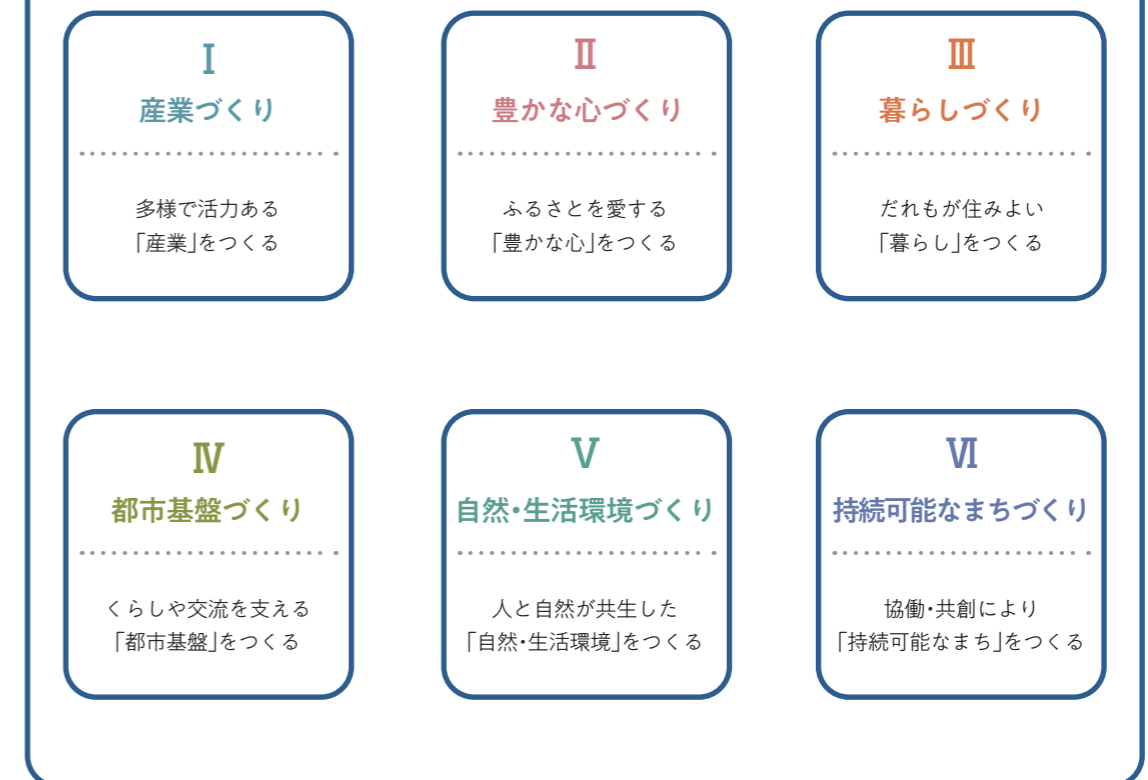 Ⅰ
産業づくり
多様で活力ある
「産業」をつくる
Ⅱ
豊かな心づくり
ふるさとを愛する
「豊かな心」をつくる
Ⅲ
暮らしづくり
だれもが住みよい
「暮らし」をつくる
Ⅳ
都市基盤づくり
くらしや交流を支える
「都市基盤」をつくる
Ⅴ
自然・生活環境づくり
人と自然が共生した
「自然・生活環境」をつくる
Ⅵ
持続可能なまちづくり
協働・共創により
「持続可能なまち」をつくる